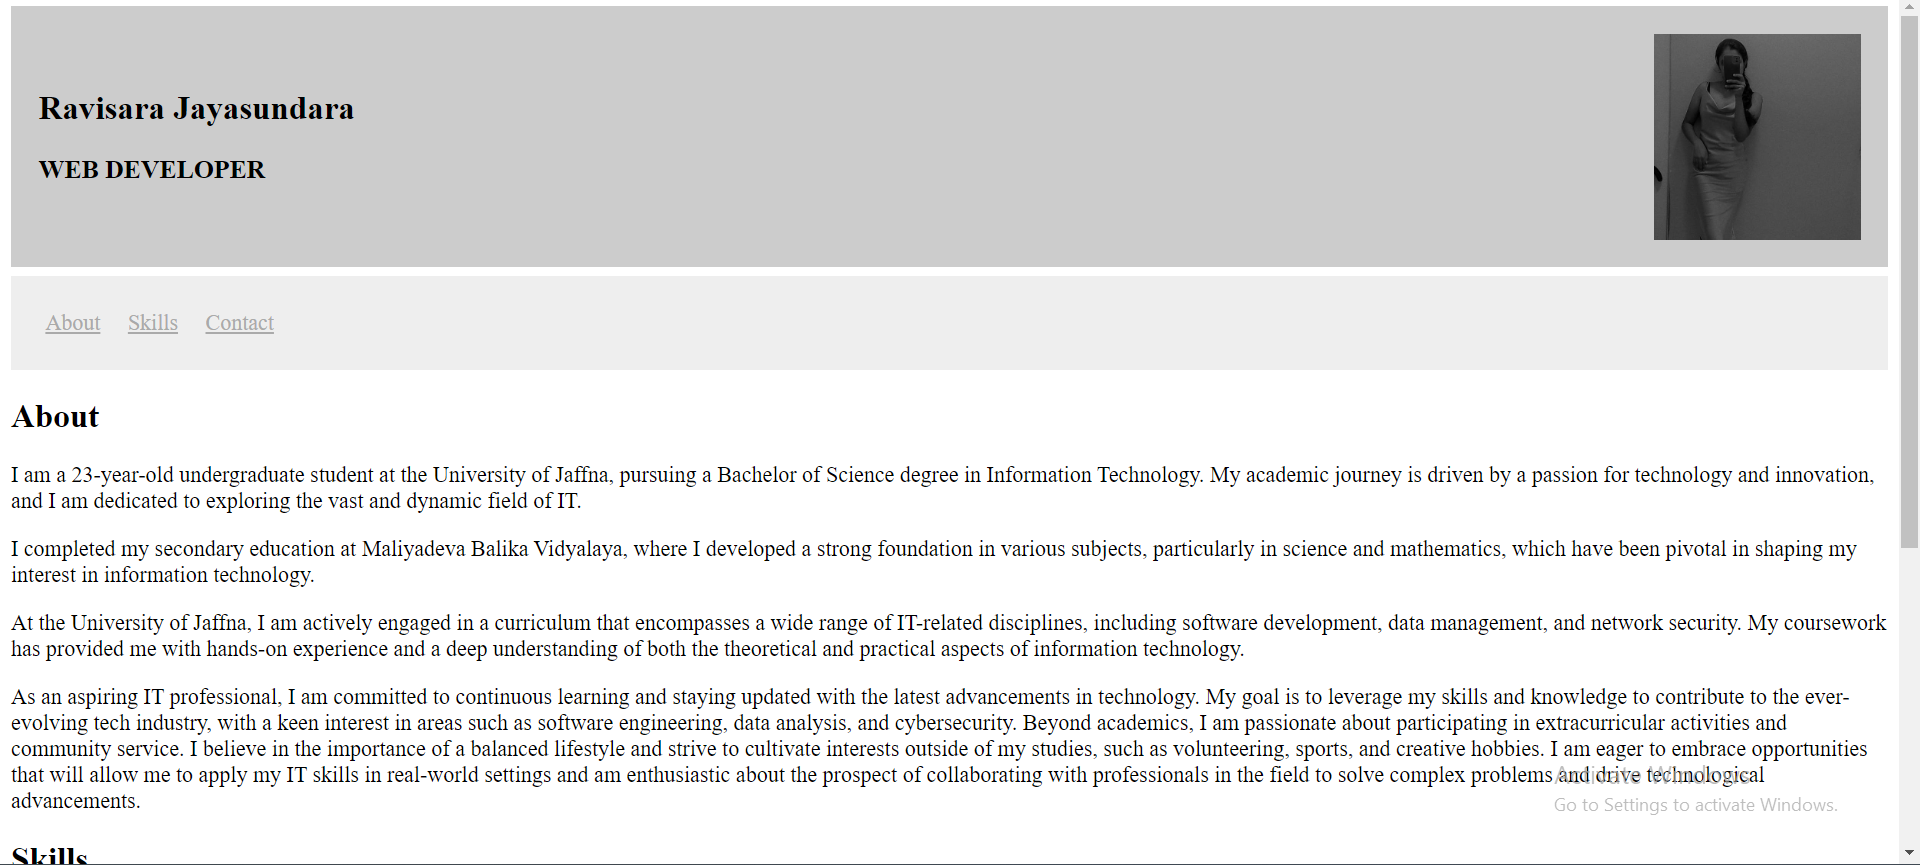 Ravisara Jayasundara
WEB DEVELOPER
About Skills Contact
About
I am a 23-year-old undergraduate student at the University of Jaffna, pursuing a Bachelor of Science degree in Information Technology. My academic journey is driven by a passion for technology and innovation,
and I am dedicated to exploring the vast and dynamic field of IT.
I completed my secondary education at Maliyadeva Balika Vidyalaya, where I developed a strong foundation in various subjects, particularly in science and mathematics, which have been pivotal in shaping my
interest in information technology.
At the University of Jaffna, I am actively engaged in a curriculum that encompasses a wide range of IT-related disciplines, including software development, data management, and network security. My coursework
has provided me with hands-on experience and a deep understanding of both the theoretical and practical aspects of information technology.
As an aspiring IT professional, I am committed to continuous learning and staying updated with the latest advancements in technology. My goal is to leverage my skills and knowledge to contribute to the ever-
evolving tech industry, with a keen interest in areas such as software engineering, data analysis, and cybersecurity. Beyond academics, I am passionate about participating in extracurricular activities and
community service. I believe in the importance of a balanced lifestyle and strive to cultivate interests outside of my studies, such as volunteering, sports, and creative hobbies. I am eager to embrace opportunities
that will allow me to apply my IT skills in real-world settings and am enthusiastic about the prospect of collaborating with professionals in the field to solve complex problems and drive technological
advancements.
Activate Windows
Go to Settings to activate Windows.
Skills